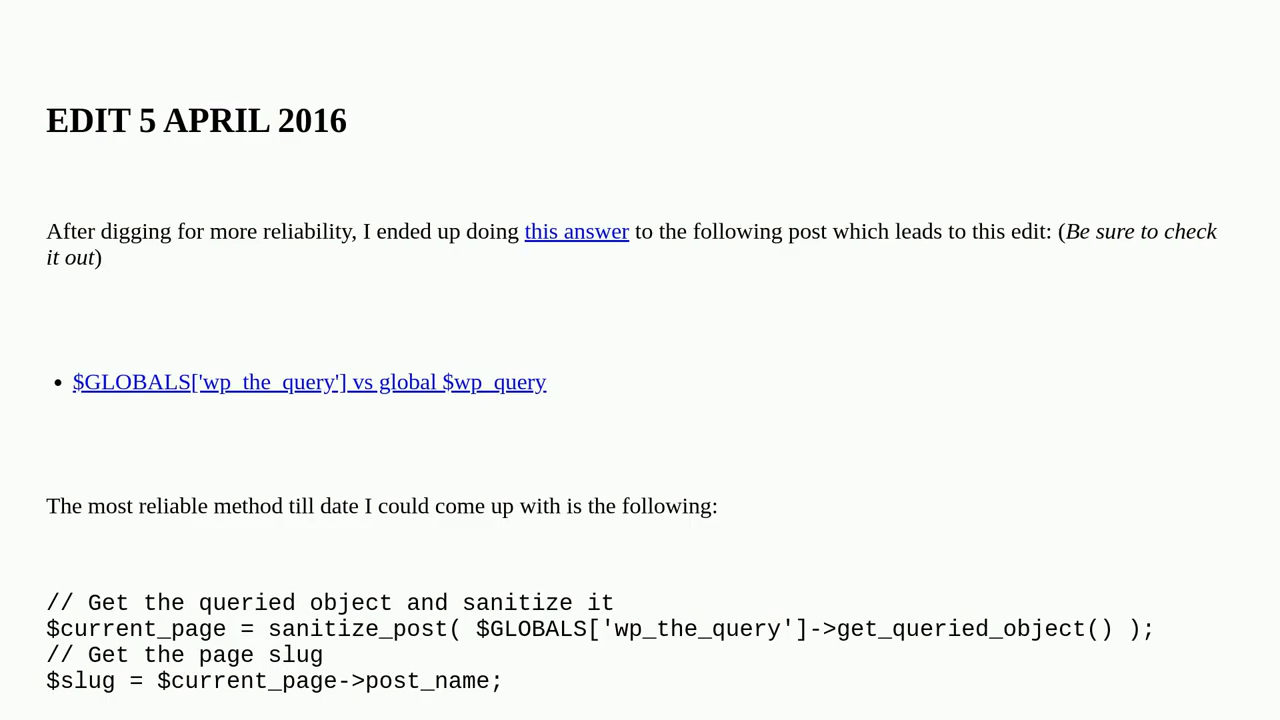 EDIT 5 APRIL 2016
After digging for more reliability, I ended up doing this answer to the following post which leads to this edit: (Be sure to check
it out)
• $GLOBALS['wp_the_query'] vs global $wp_query
The most reliable method till date I could come up with is the following:
// Get the queried object and sanitize it
$current_page = sanitize_post( $GLOBALS['wp_the_query']->get_queried_object() );
// Get the page slug
$slug = $current_page->post_name;